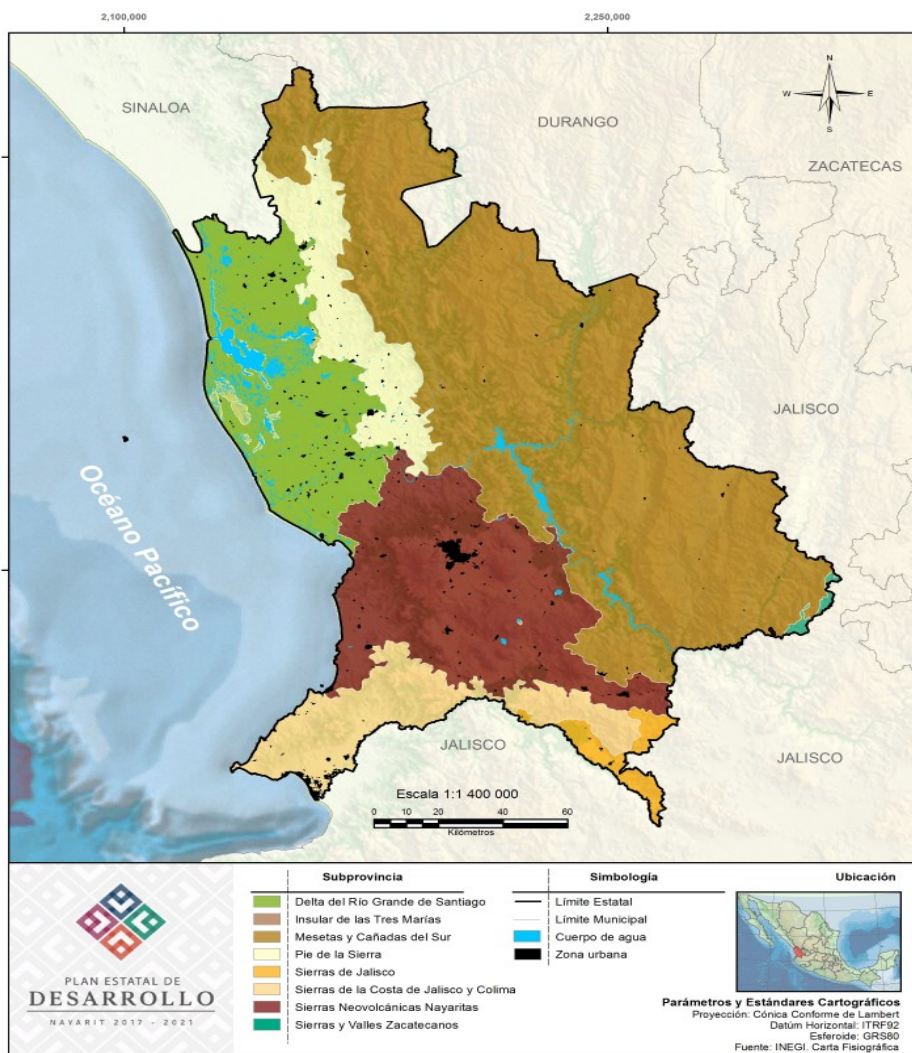 2,100,000
2,250,000
SINALOA
DURANGO
ZACATECAS
N
W E
S
JALISCO
Océano Pacífico
JALISCO
JALISCO
Escala 1:1 400 000
0 10 20 40 60
Kilómetros
PLAN ESTATAL DE
DESARROLLO
NAYARIT 2017 - 2021
Subprovincia
Delta del Río Grande de Santiago
Insular de las Tres Marías
Mesetas y Cañadas del Sur
Pie de la Sierra
Sierras de Jalisco
Sierras de la Costa de Jalisco y Colima
Sierras Neovolcánicas Nayaritas
Sierras y Valles Zacatecanos
Simbología
Límite Estatal
Límite Municipal
Cuerpo de agua
Zona urbana
Ubicación
Parámetros y Estándares Cartográficos
Proyección: Cónica Conforme de Lambert
Datúm Horizontal: ITRF92
Esferoide: GRS80
Fuente: INEGI. Carta Fisiográfica